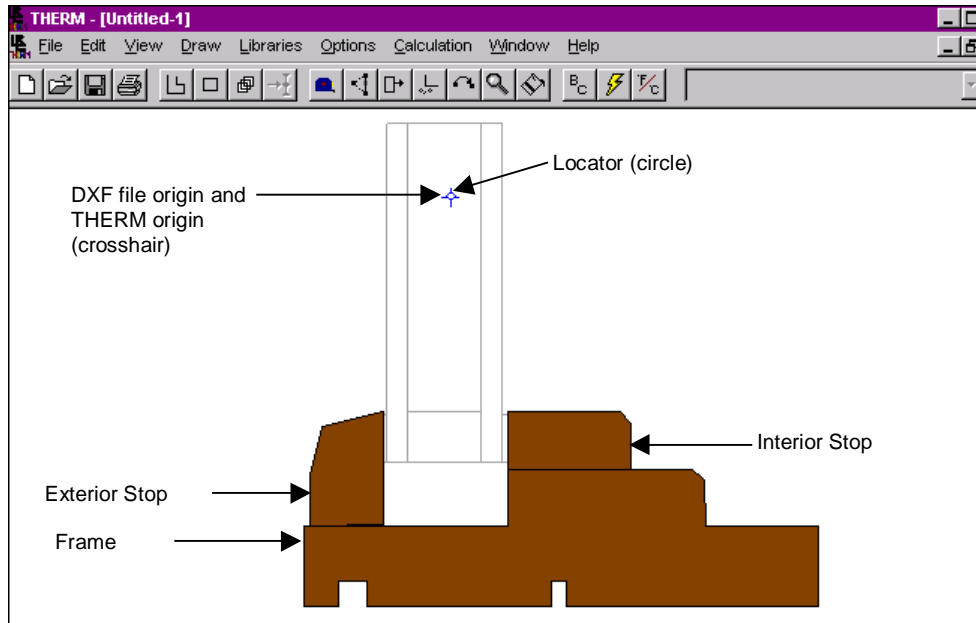 THERM - [Untitled-1]
File Edit View Draw Libraries Options Calculation Window Help
BC °F/C
Locator (circle)
DXF file origin and
THERM origin
(crosshair)
Interior Stop
Exterior Stop
Frame